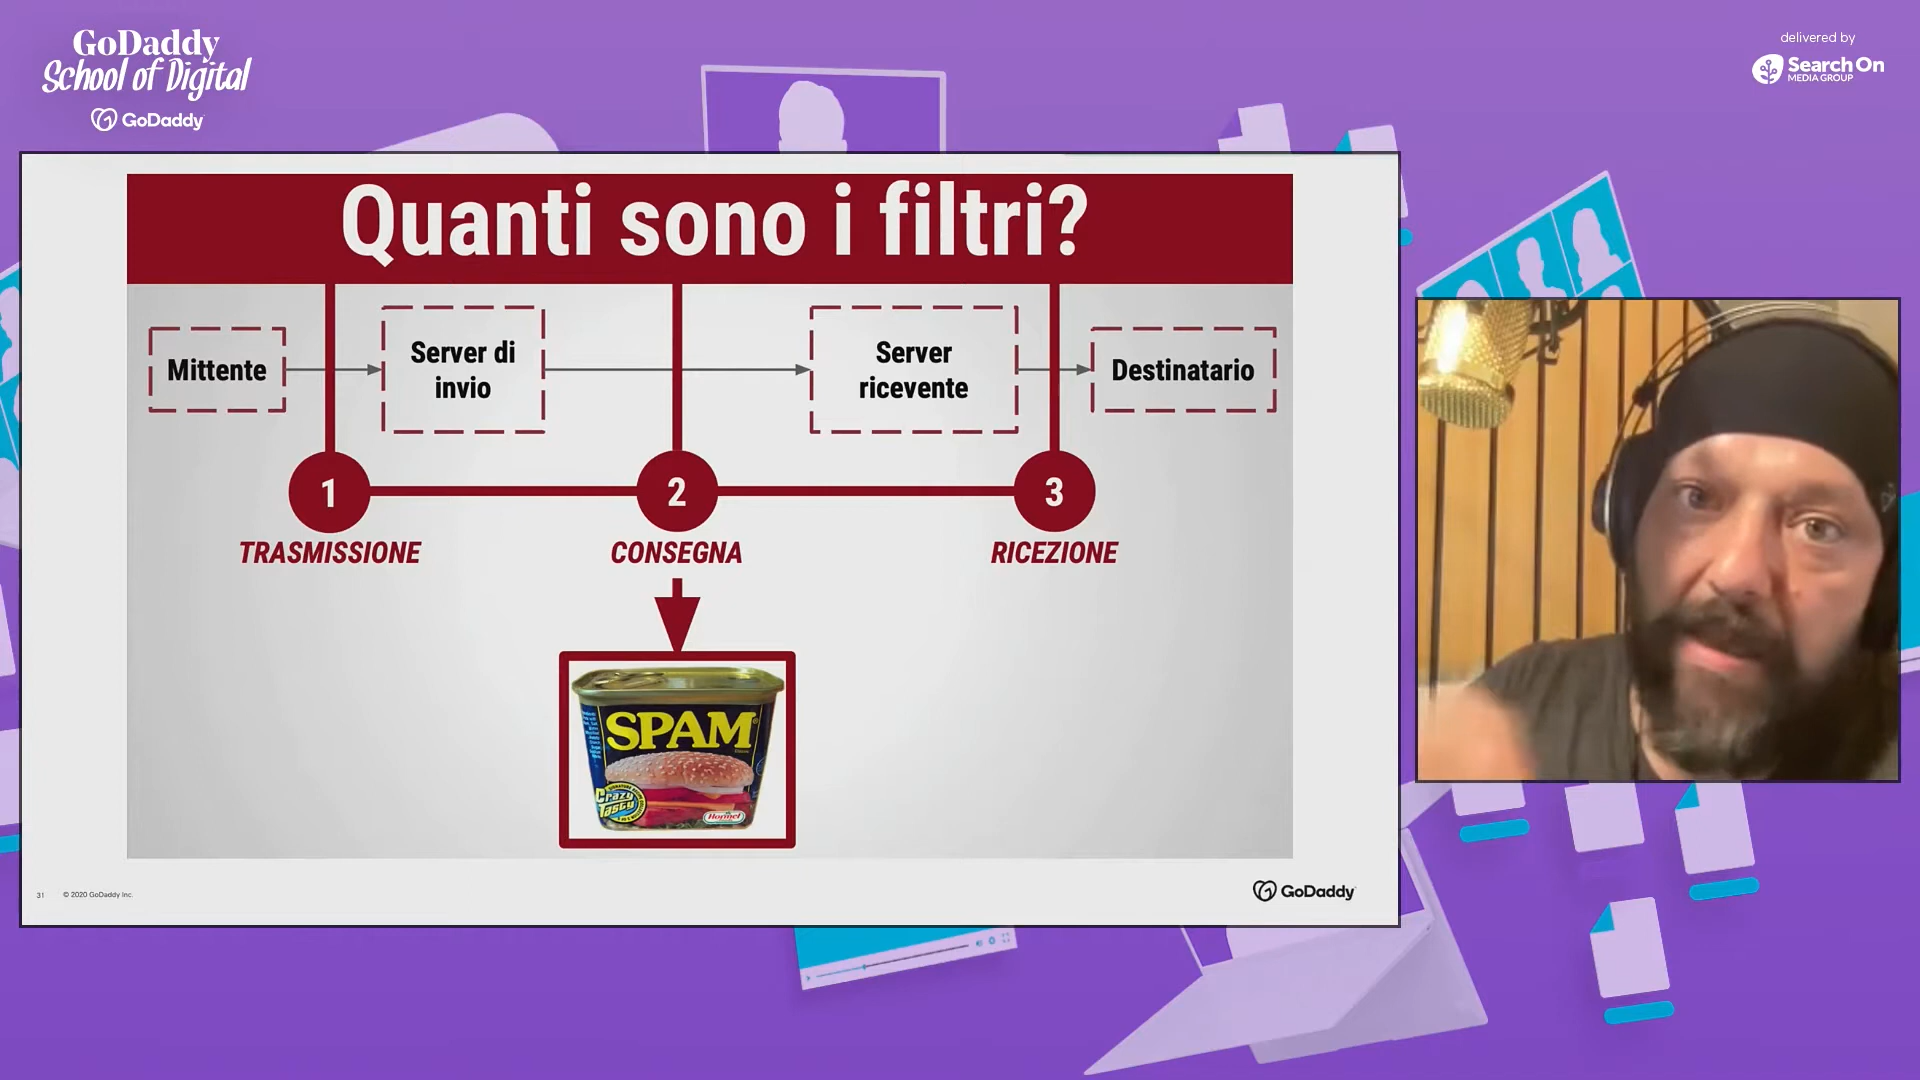 GoDaddy
School of Digital
GoDaddy
delivered by
Search On
MEDIA GROUP
Quanti sono i filtri?
Mittente
Server di
invio
Server
ricevente
Destinatario
1
2
3
TRASMISSIONE
CONSEGNA
RICEZIONE
SPAM
Crazy
Tasty
Hormel
31
© 2020 GoDaddy Inc.
GoDaddy